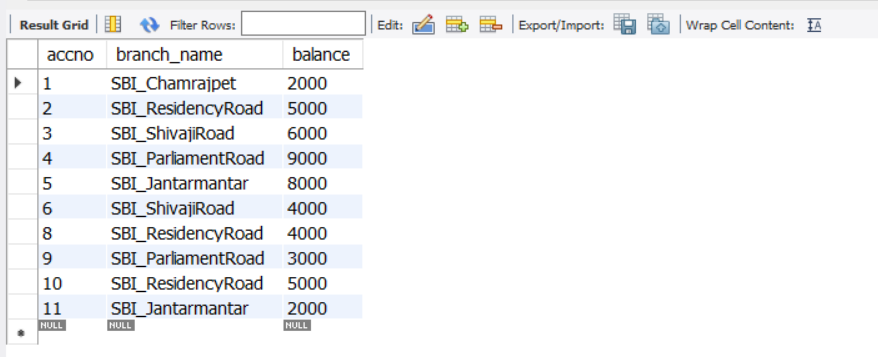 Result Grid Filter Rows: Edit: Export/Import: Wrap Cell Content: IA
accno branch_name balance
1 SBI_Chamrajpet 2000
2 SBI_ResidencyRoad 5000
3 SBI_ShivajiRoad 6000
4 SBI_ParliamentRoad 9000
5 SBI_Jantarmantar 8000
6 SBI_ShivajiRoad 4000
8 SBI_ResidencyRoad 4000
9 SBI_ParliamentRoad 3000
10 SBI_ResidencyRoad 5000
11 SBI_Jantarmantar 2000
NULL NULL NULL